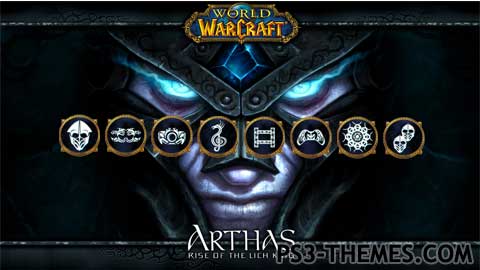 WORLD
OF
WARCRAFT
ARTHAS
RISE OF THE LICH KING
PS3-THEMES.COM